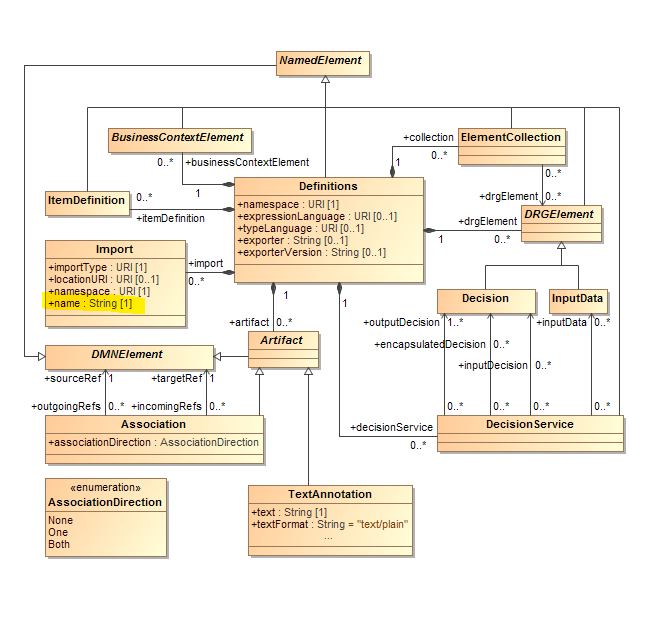 NamedElement
BusinessContextElement
ElementCollection
+collection
1
0..*
0..*
+businessContextElement
1
0..*
+drgElement
0..*
ItemDefinition
0..*
+itemDefinition
Definitions
+namespace : URI [1]
+expressionLanguage : URI [0..1]
+typeLanguage : URI [0..1]
+exporter : String [0..1]
+exporterVersion : String [0..1]
DRGElement
+drgElement
1
0..*
Import
+importType : URI [1]
+locationURI : URI [0..1]
+namespace : URI [1]
+name : String [1]
+import
0..*
1
1
Decision
InputData
+artifact
0..*
+outputDecision
1..*
+inputData
0..*
Artifact
+encapsulatedDecision
0..*
DMNElement
+inputDecision
0..*
+sourceRef
1
+targetRef
1
+outgoingRefs
0..*
+incomingRefs
0..*
0..*
0..*
0..*
0..*
Association
+associationDirection : AssociationDirection
+decisionService
0..*
DecisionService
«enumeration»
AssociationDirection
None
One
Both
TextAnnotation
+text : String [1]
+textFormat : String = "text/plain"
...